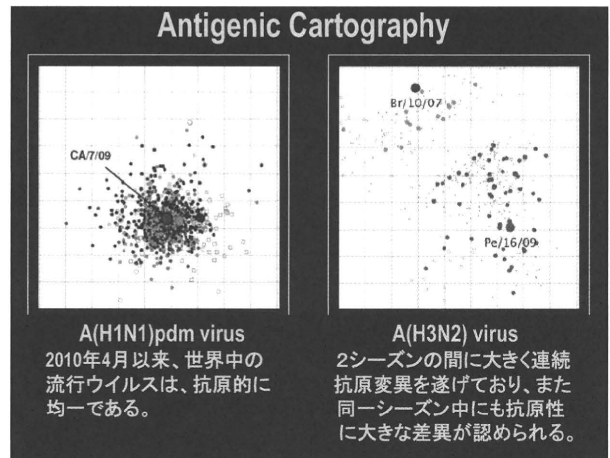 Antigenic Cartography
CA/7/09
Br/10/07
Pe/16/09
A(H1N1)pdm virus
2010年4月以来、世界中の
流行ウイルスは、抗原的に
均一である。
A(H3N2) virus
2シーズンの間に大きく連続
抗原変異を遂げており、また
同一シーズン中にも抗原性
に大きな差異が認められる。